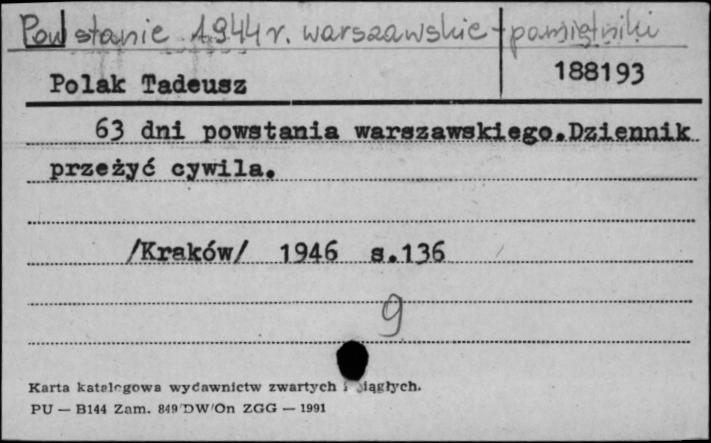 Powstanie 1944 r. warszawskie - pamiętniki
Polak Tadeusz
188193
63 dni powstania warszawskiego.Dziennik
przeżyć cywila.
/Kraków/ 1946 s.136
9
Karta katalogowa wydawnictw zwartych i ciągłych.
PU — B144 Zam. 849/DW/On ZGG — 1991